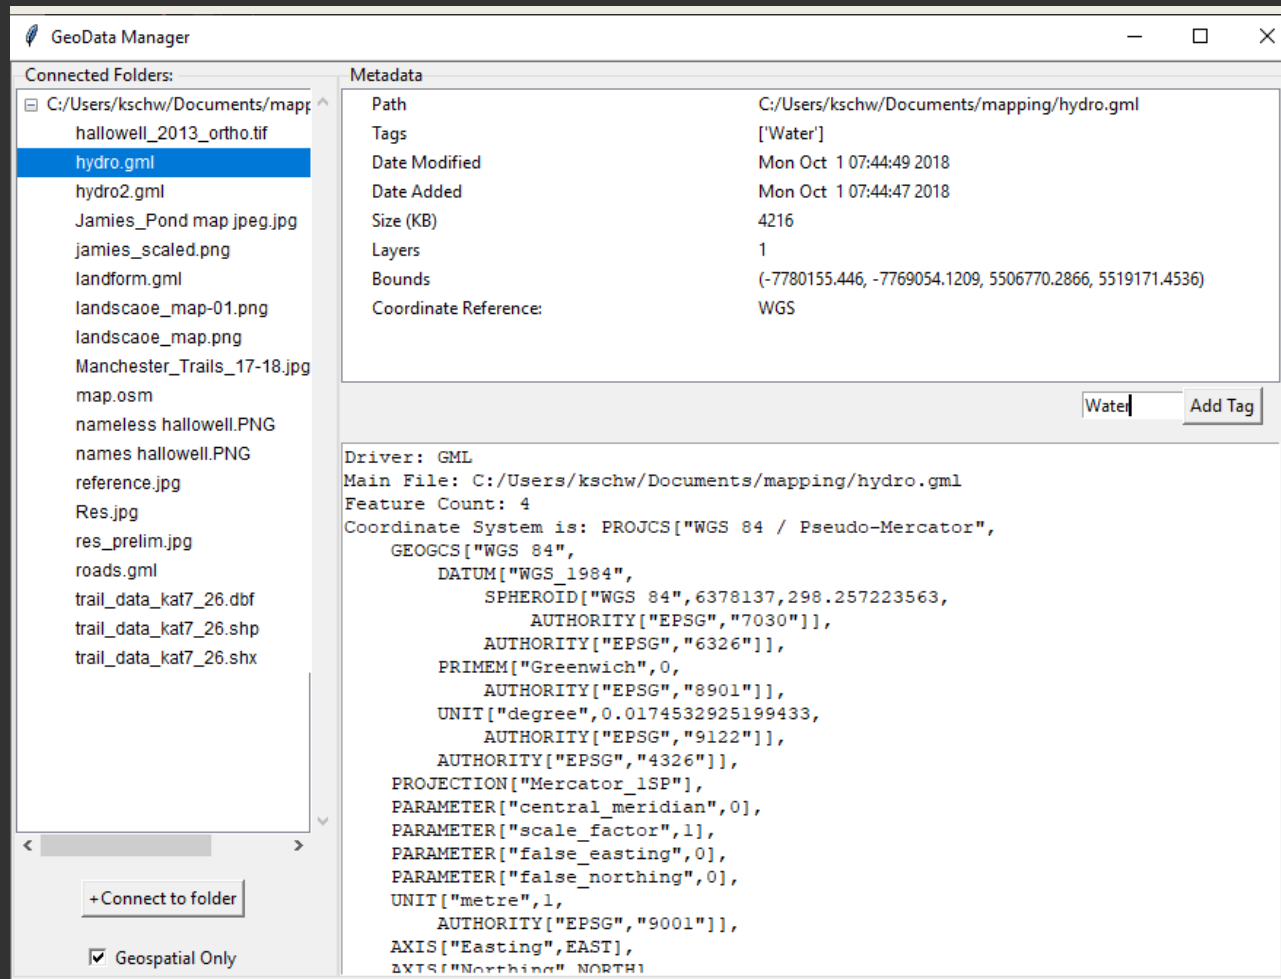 GeoData Manager
Connected Folders:
C:/Users/kschw/Documents/mapp
hallowell_2013_ortho.tif
hydro.gml
hydro2.gml
Jamies_Pond map jpeg.jpg
jamies_scaled.png
landform.gml
landscaoe_map-01.png
landscaoe_map.png
Manchester_Trails_17-18.jpg
map.osm
nameless hallowell.PNG
names hallowell.PNG
reference.jpg
Res.jpg
res_prelim.jpg
roads.gml
trail_data_kat7_26.dbf
trail_data_kat7_26.shp
trail_data_kat7_26.shx
+Connect to folder
Geospatial Only
Metadata
Path C:/Users/kschw/Documents/mapping/hydro.gml
Tags ['Water']
Date Modified Mon Oct 1 07:44:49 2018
Date Added Mon Oct 1 07:44:47 2018
Size (KB) 4216
Layers 1
Bounds (-7780155.446, -7769054.1209, 5506770.2866, 5519171.4536)
Coordinate Reference: WGS
Water Add Tag
Driver: GML
Main File: C:/Users/kschw/Documents/mapping/hydro.gml
Feature Count: 4
Coordinate System is: PROJCS["WGS 84 / Pseudo-Mercator",
GEOGCS["WGS 84",
DATUM["WGS_1984",
SPHEROID["WGS 84",6378137,298.257223563,
AUTHORITY["EPSG","7030"]],
AUTHORITY["EPSG","6326"]],
PRIMEM["Greenwich",0,
AUTHORITY["EPSG","8901"]],
UNIT["degree",0.0174532925199433,
AUTHORITY["EPSG","9122"]],
AUTHORITY["EPSG","4326"]],
PROJECTION["Mercator_1SP"],
PARAMETER["central_meridian",0],
PARAMETER["scale_factor",1],
PARAMETER["false_easting",0],
PARAMETER["false_northing",0],
UNIT["metre",1,
AUTHORITY["EPSG","9001"]],
AXIS["Easting",EAST],
AXIS["Northing",NORTH]